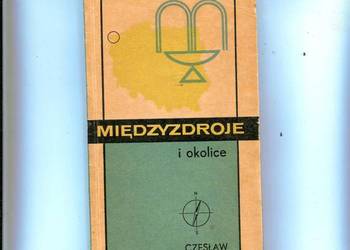 MIĘDZYZDROJE
i okolice
N
S
CZESŁAW